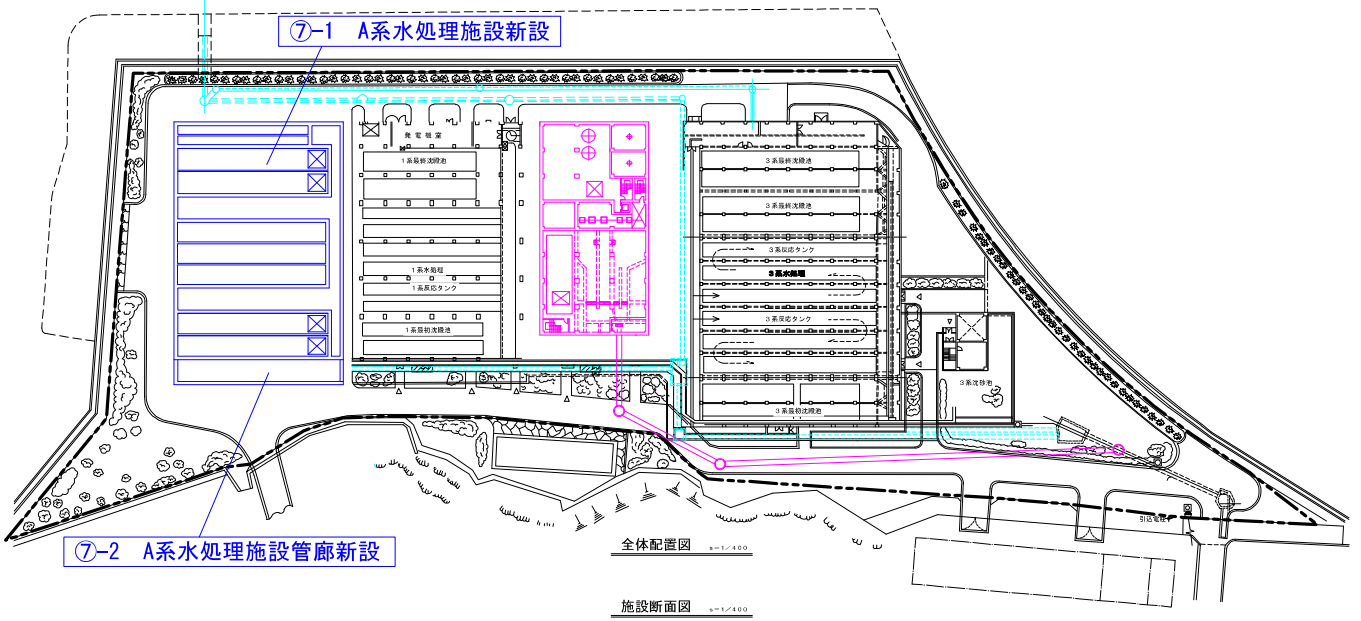 ⑦-1 A系水処理施設新設
発電機室
1系最終沈殿池
3系最終沈殿池
3系最終沈殿池
3系反応タンク
1系水処理
3系水処理
1系反応タンク
3系反応タンク
1系最初沈殿池
3系沈砂池
3系最初沈殿池
引込電柱
⑦-2 A系水処理施設管廊新設
全体配置図 s=1/400
施設断面図 s=1/400